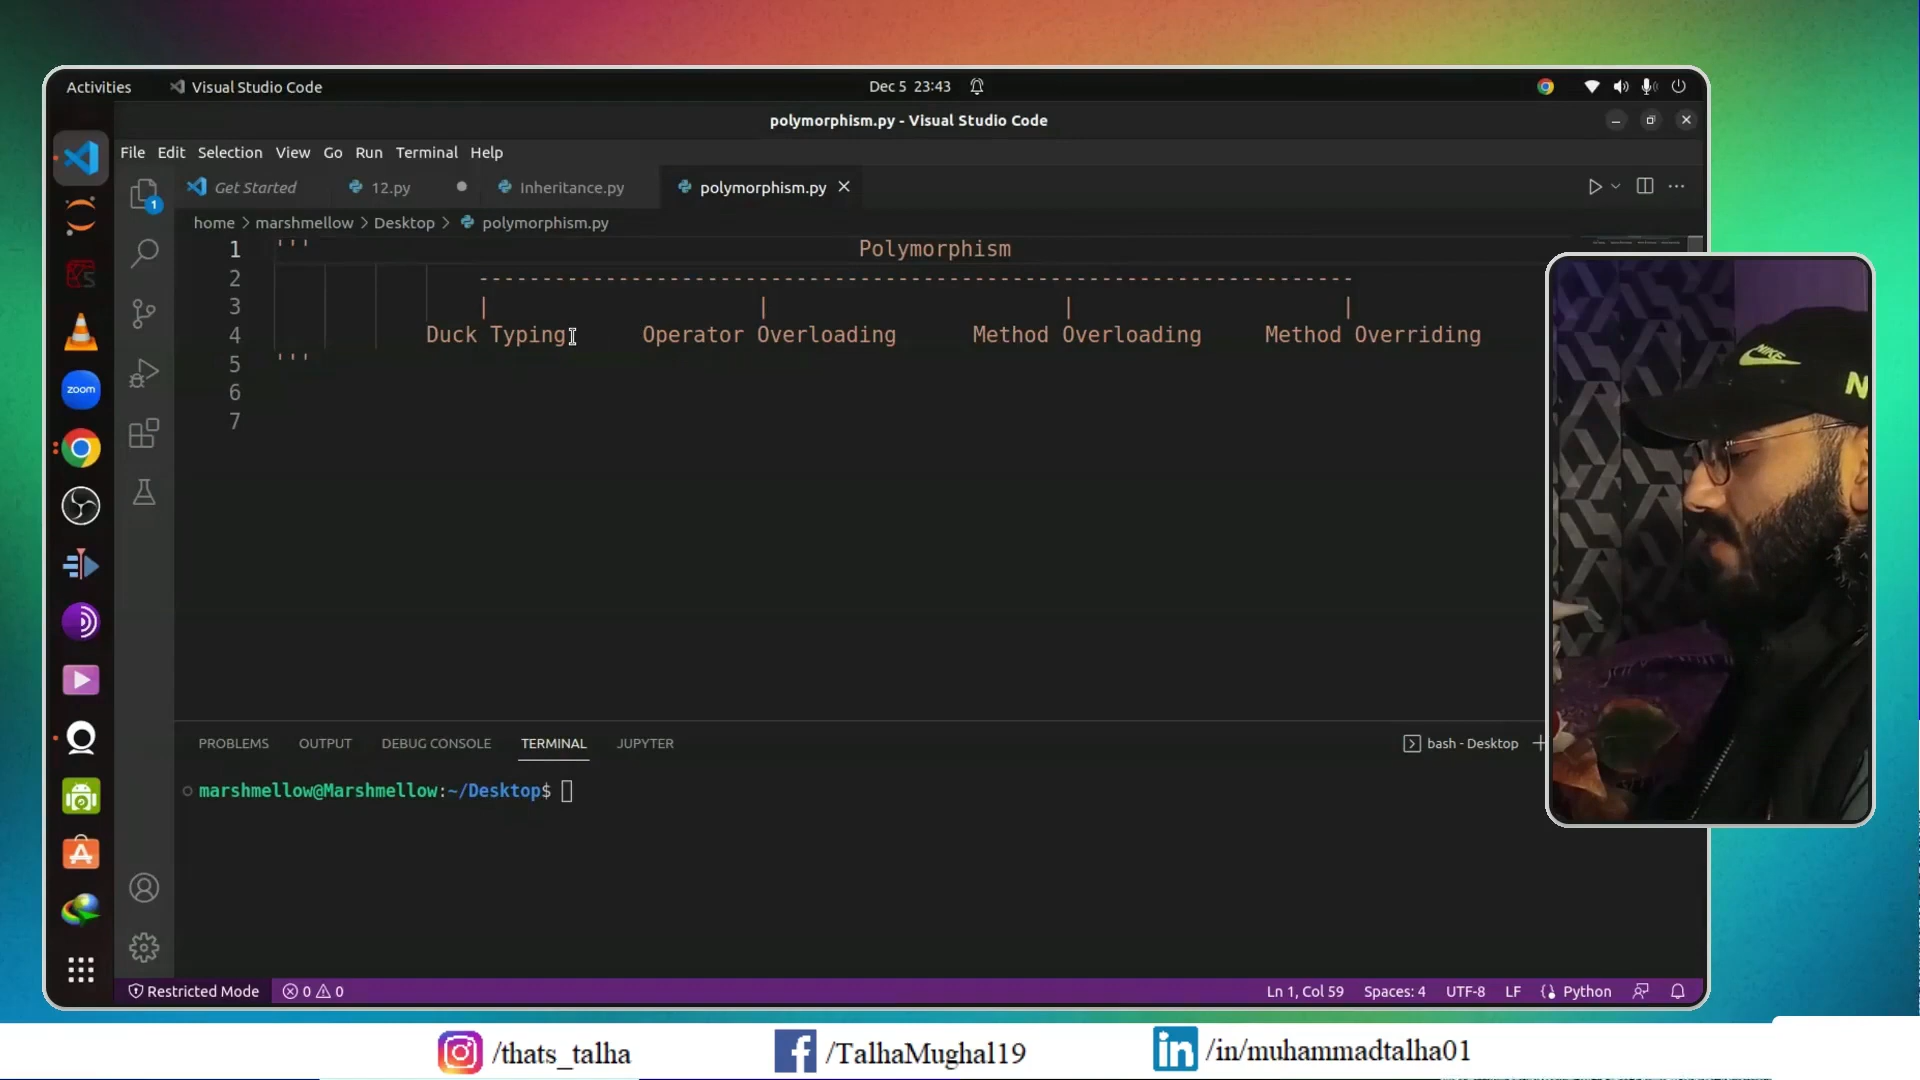 Activities Visual Studio Code Dec 5 23:43
polymorphism.py - Visual Studio Code
File Edit Selection View Go Run Terminal Help
Get Started 12.py Inheritance.py polymorphism.py
home > marshmellow > Desktop > polymorphism.py
1 ''' Polymorphism
2 ---------------------------------------------------------------------
3 | | | |
4 Duck Typing Operator Overloading Method Overloading Method Overriding
5 '''
6
7
1
zoom
NIKE
N
PROBLEMS OUTPUT DEBUG CONSOLE TERMINAL JUPYTER bash - Desktop
marshmellow@Marshmellow:~/Desktop$
Restricted Mode 0 0 Ln 1, Col 59 Spaces: 4 UTF-8 LF Python
/thats_talha /TalhaMughal19 in /in/muhammadtalha01